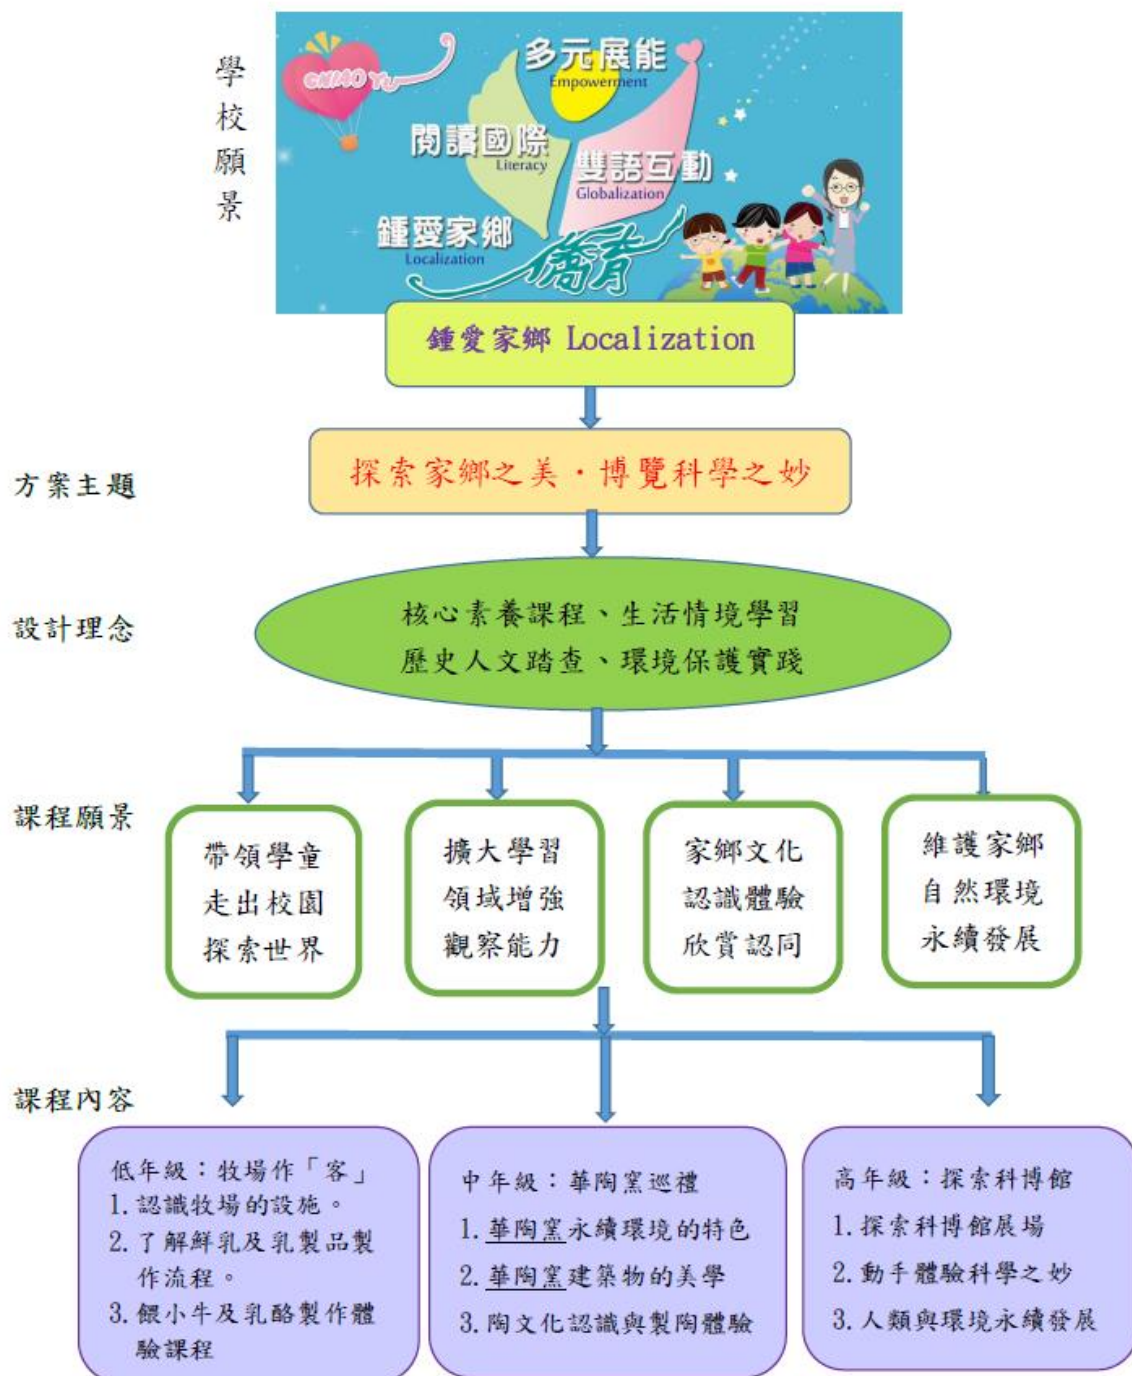 學校願景
CHIAO YU
多元展能
Empowerment
閱讀國際
Literacy
雙語互動
Globalization
鍾愛家鄉
Localization
僑育
鍾愛家鄉 Localization
方案主題
探索家鄉之美．博覽科學之妙
設計理念
核心素養課程、生活情境學習
歷史人文踏查、環境保護實踐
課程願景
帶領學童
走出校園
探索世界
擴大學習
領域增強
觀察能力
家鄉文化
認識體驗
欣賞認同
維護家鄉
自然環境
永續發展
課程內容
低年級：牧場作「客」
1.認識牧場的設施。
2.了解鮮乳及乳製品製
作流程。
3.餵小牛及乳酪製作體
驗課程
中年級：華陶窯巡禮
1.華陶窯永續環境的特色
2.華陶窯建築物的美學
3.陶文化認識與製陶體驗
高年級：探索科博館
1.探索科博館展場
2.動手體驗科學之妙
3.人類與環境永續發展